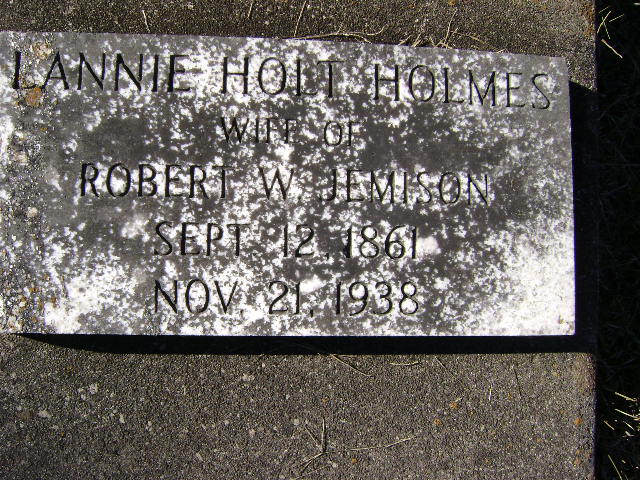 LANNIE HOLT HOLMES
WIFE OF
ROBERT W. JEMISON
SEPT. 12, 1861
NOV. 21, 1938